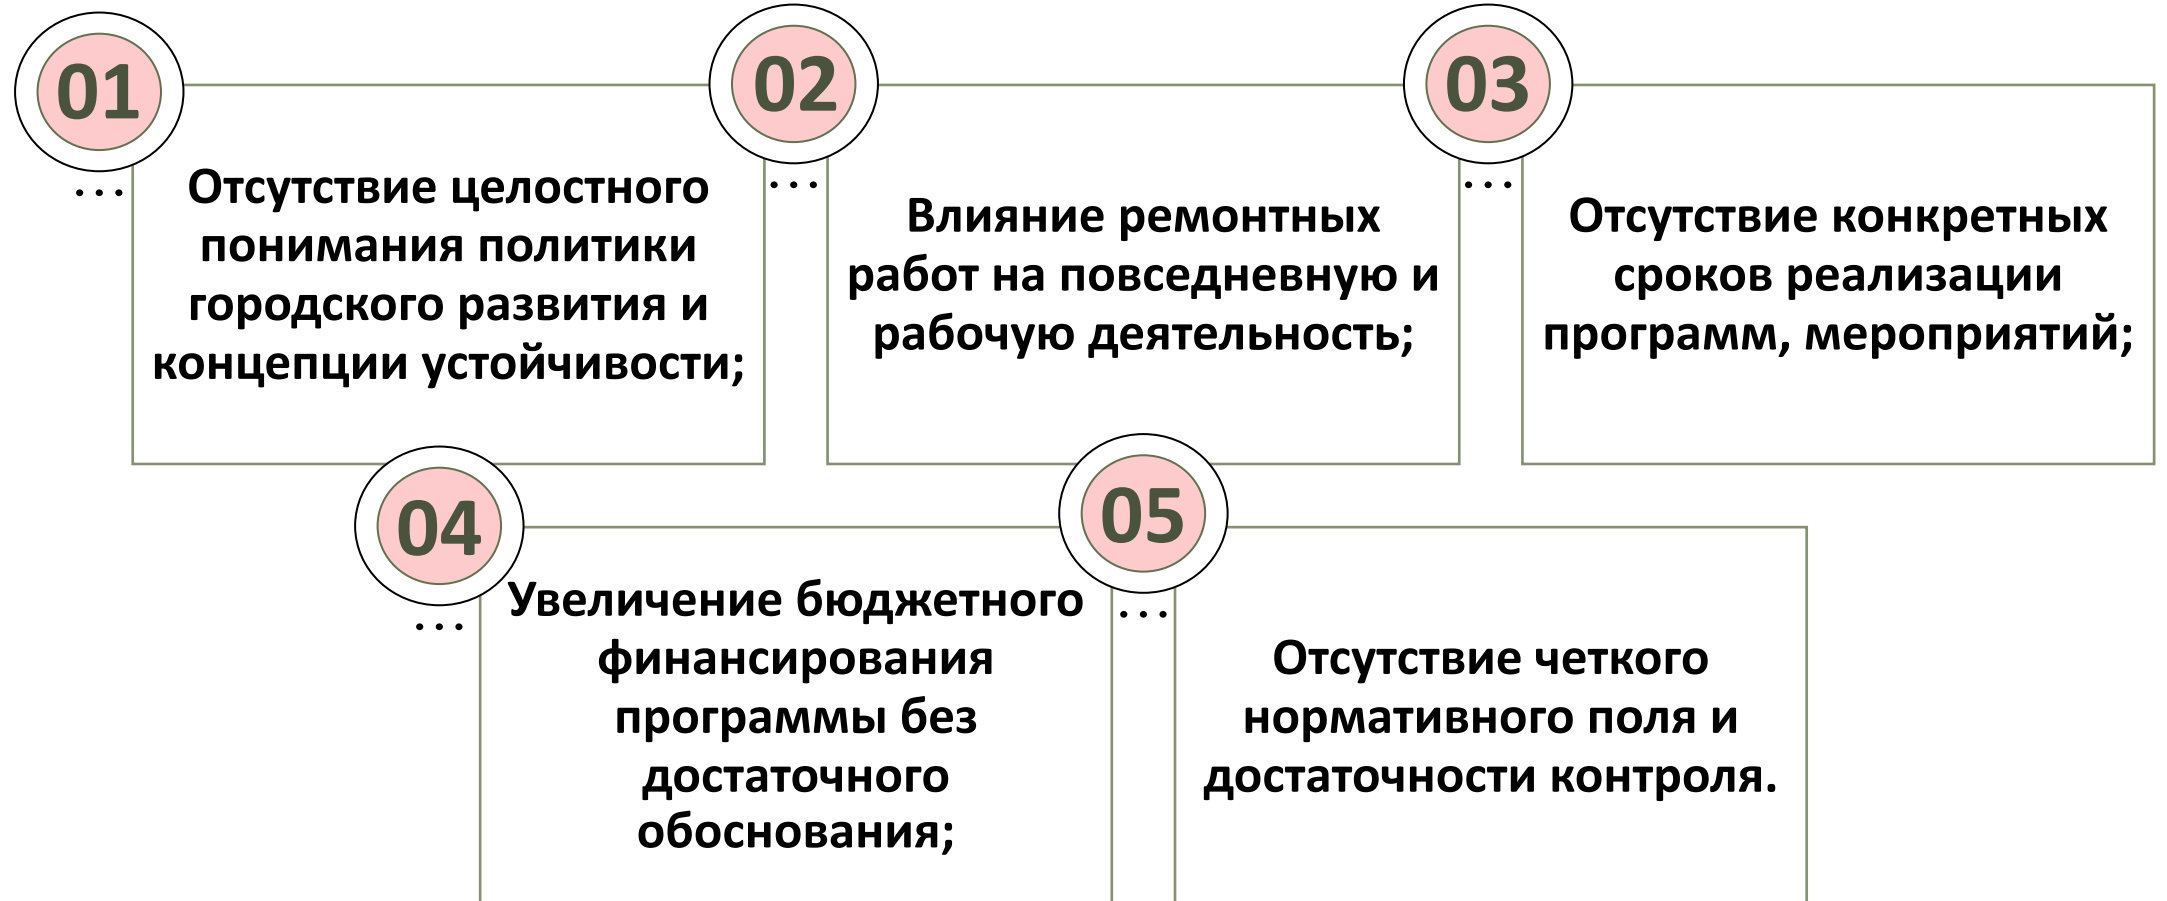 01
...
Отсутствие целостного
понимания политики
городского развития и
концепции устойчивости;
02
...
Влияние ремонтных
работ на повседневную и
рабочую деятельность;
03
...
Отсутствие конкретных
сроков реализации
программ, мероприятий;
04
...
Увеличение бюджетного
финансирования
программы без
достаточного
обоснования;
05
...
Отсутствие четкого
нормативного поля и
достаточности контроля.